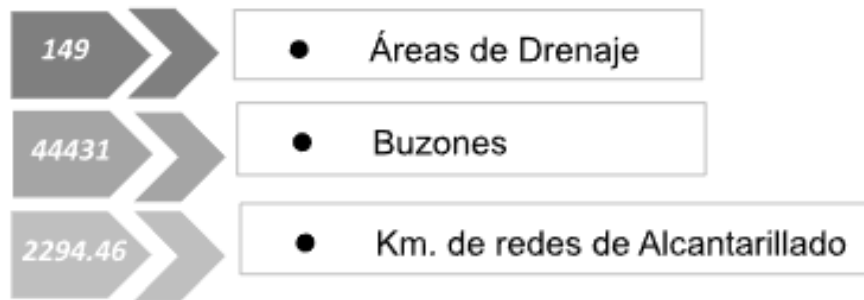 149 ● Áreas de Drenaje
44431 ● Buzones
2294.46 ● Km. de redes de Alcantarillado